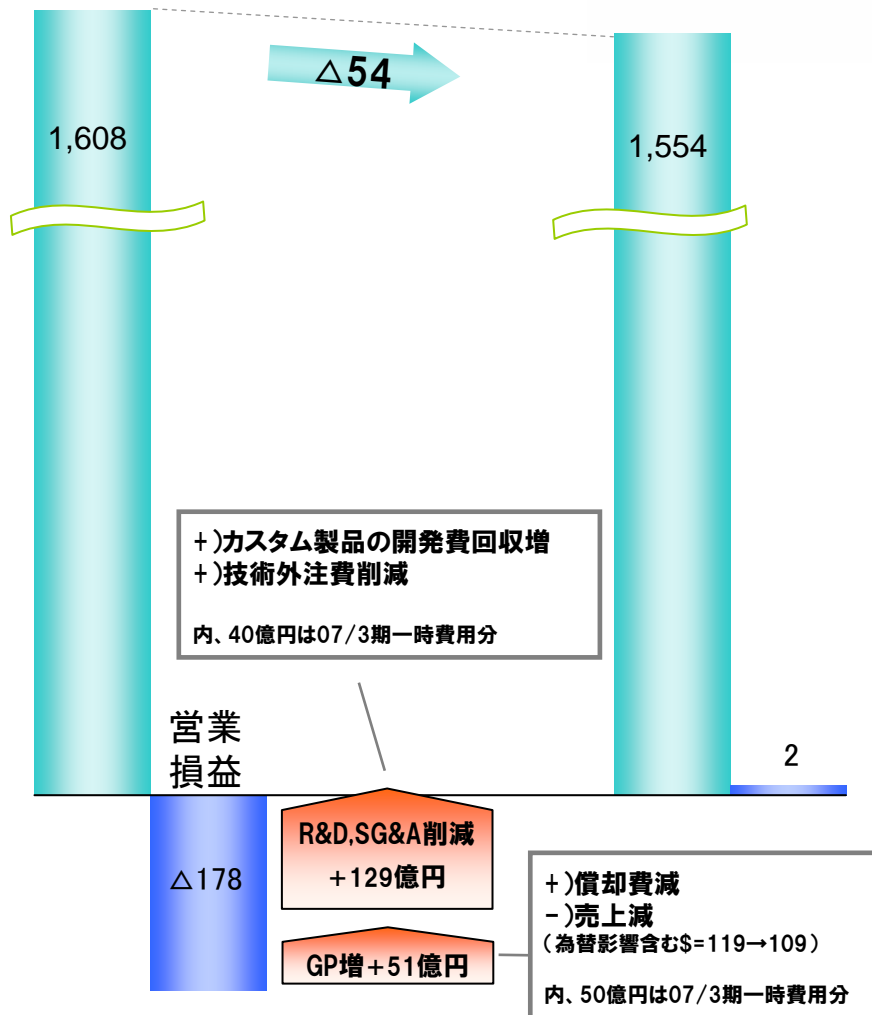 △54
1,608
1,554
+)カスタム製品の開発費回収増
+)技術外注費削減
内、40億円は07/3期一時費用分
営業
損益
2
R&D,SG&A削減
+129億円
△178
+)償却費減
-)売上減
(為替影響含む$=119→109)
GP増+51億円
内、50億円は07/3期一時費用分